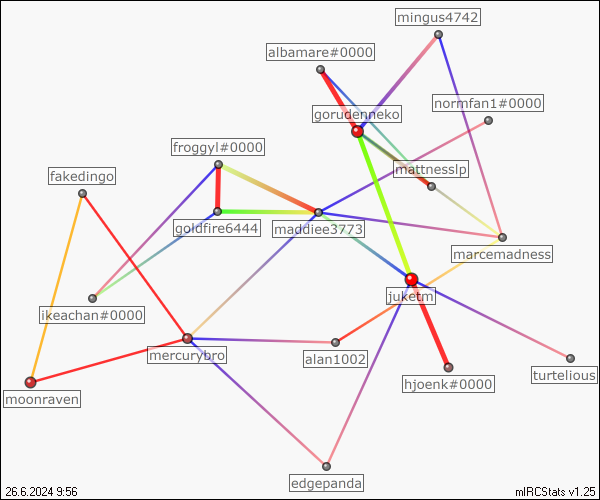 mingus4742
albamare#0000
normfan1#0000
gorudenneko
froggyl#0000
mattnesslp
fakedingo
goldfire6444
maddiee3773
marcemadness
juketm
ikeachan#0000
mercurybro
alan1002
turtelious
hjoenk#0000
moonraven
edgepanda
26.6.2024 9:56
mIRCStats v1.25